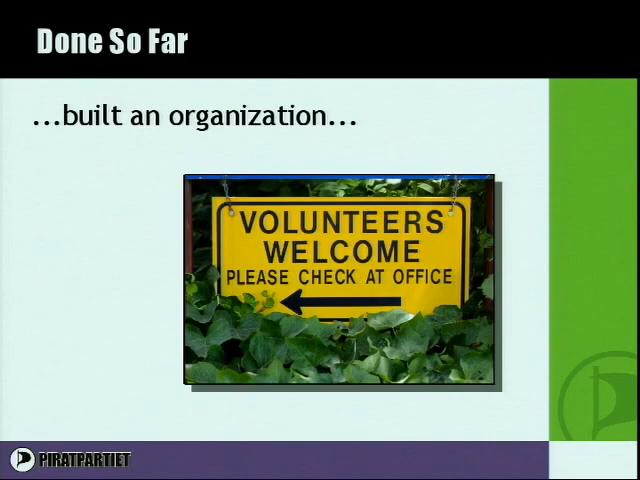 Done So Far
...built an organization...
VOLUNTEERS
WELCOME
PLEASE CHECK AT OFFICE
PIRATPARTIET